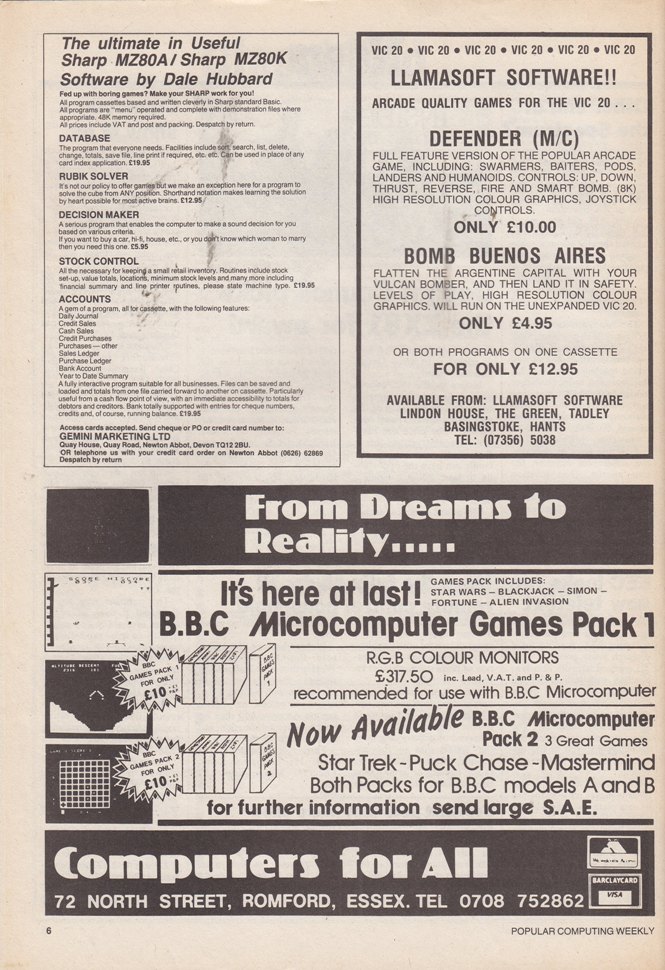 The ultimate in Useful
Sharp MZ80A/Sharp MZ80K
Software by Dale Hubbard
Fed up with boring games? Make your SHARP work for you!
All program cassettes based and written cleverly in Sharp standard Basic.
All programs are "menu" operated and complete with demonstration files where
appropriate. 48K memory required.
All prices include VAT and post and packing. Despatch by return.
DATABASE
The program that everyone needs. Facilities include sort, search, list, delete,
change, totals, save file, line print if required, etc. etc. Can be used in place of any
card index application. £19.95
RUBIK SOLVER
It's not our policy to offer games but we make an exception here for a program to
solve the cube from ANY position. Shorthand notation makes learning the solution
by heart possible for most active brains. £12.95
DECISION MAKER
A serious program that enables the computer to make a sound decision for you
based on various criteria.
If you want to buy a car, hi-fi, house, etc., or you don't know which woman to marry
then you need this one. £5.95
STOCK CONTROL
All the necessary for keeping a small retail inventory. Routines include stock
set-up, value totals, locations, minimum stock levels and many more including
financial summary and line printer routines, please state machine type. £19.95
ACCOUNTS
A gem of a program, all for cassette, with the following features:
Daily Journal
Credit Sales
Cash Sales
Credit Purchases
Purchases — other
Sales Ledger
Purchase Ledger
Bank Account
Year to Date Summary
A fully interactive program suitable for all businesses. Files can be saved and
loaded and totals from one file carried forward to another on cassette. Particularly
useful from a cash flow point of view, with an immediate accessibility to totals for
debtors and creditors. Bank totally supported with entries for cheque numbers,
credits and, of course, running balance. £19.95
Access cards accepted. Send cheque or PO or credit card number to:
GEMINI MARKETING LTD
Quay House, Quay Road, Newton Abbot, Devon TQ12 2BU.
OR telephone us with your credit card order on Newton Abbot (0626) 62869
Despatch by return
VIC 20 • VIC 20 • VIC 20 • VIC 20 • VIC 20 • VIC 20
LLAMASOFT SOFTWARE!!
ARCADE QUALITY GAMES FOR THE VIC 20 . . .
DEFENDER (M/C)
FULL FEATURE VERSION OF THE POPULAR ARCADE
GAME, INCLUDING: SWARMERS, BAITERS, PODS,
LANDERS AND HUMANOIDS. CONTROLS: UP, DOWN,
THRUST, REVERSE, FIRE AND SMART BOMB. (8K)
HIGH RESOLUTION COLOUR GRAPHICS, JOYSTICK
CONTROLS.
ONLY £10.00
BOMB BUENOS AIRES
FLATTEN THE ARGENTINE CAPITAL WITH YOUR
VULCAN BOMBER, AND THEN LAND IT IN SAFETY.
LEVELS OF PLAY, HIGH RESOLUTION COLOUR
GRAPHICS. WILL RUN ON THE UNEXPANDED VIC 20.
ONLY £4.95
OR BOTH PROGRAMS ON ONE CASSETTE
FOR ONLY £12.95
AVAILABLE FROM: LLAMASOFT SOFTWARE
LINDON HOUSE, THE GREEN, TADLEY
BASINGSTOKE, HANTS
TEL: (07356) 5038
From Dreams to
Reality.....
SCORE HISCORE
It's here at last!
GAMES PACK INCLUDES:
STAR WARS – BLACKJACK – SIMON –
FORTUNE – ALIEN INVASION
B.B.C Microcomputer Games Pack 1
ALTITUDE DESCENT
BBC
GAMES PACK 1
FOR ONLY
£10
BBC
GAMES
PACK
1
R.G.B COLOUR MONITORS
£317.50 inc. Lead, V.A.T. and P. & P.
recommended for use with B.B.C Microcomputer
BBC
GAMES PACK 2
FOR ONLY
£10
BBC
GAMES
PACK
2
Now Available B.B.C Microcomputer
Pack 2 3 Great Games
Star Trek - Puck Chase - Mastermind
Both Packs for B.B.C models A and B
for further information send large S.A.E.
Computers for All
72 NORTH STREET, ROMFORD, ESSEX. TEL 0708 752862
BARCLAYCARD
VISA
6
POPULAR COMPUTING WEEKLY